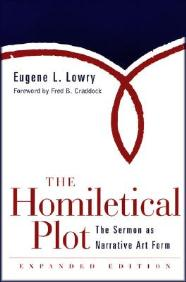 Eugene L. Lowry
Foreword by Fred B. Craddock
THE
Homiletical
Plot
The Sermon as
Narrative Art Form
EXPANDED EDITION